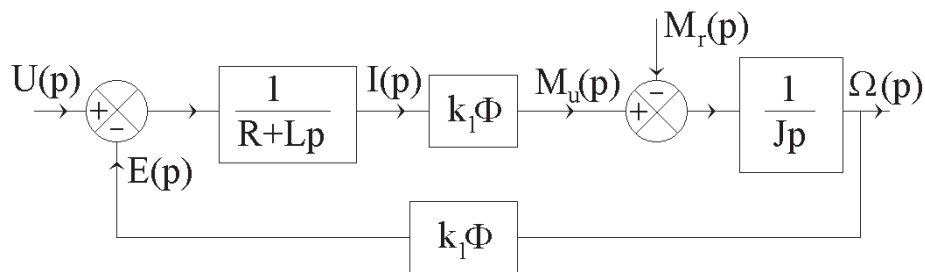 M_r(p)
U(p)
+
-
1
R+Lp
I(p)
k_1Φ
M_u(p)
-
+
1
Jp
Ω(p)
E(p)
k_1Φ